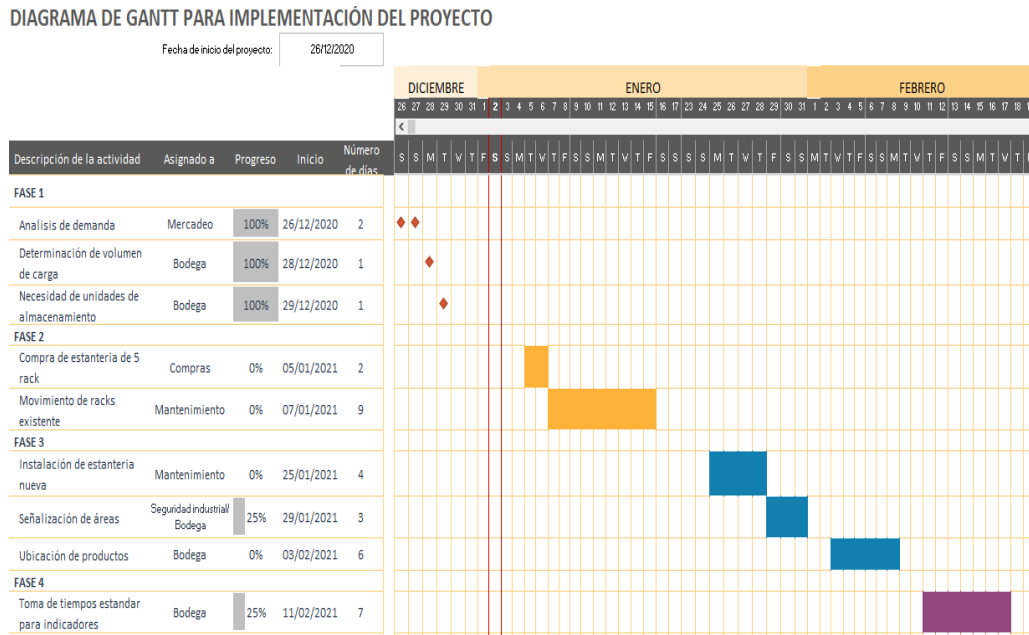 DIAGRAMA DE GANTT PARA IMPLEMENTACIÓN DEL PROYECTO
Fecha de inicio del proyecto: 26/12/2020
DICIEMBRE ENERO FEBRERO
26 27 28 29 30 31 1 2 3 4 5 6 7 8 9 10 11 12 13 14 15 16 17 23 24 25 26 27 28 29 30 31 1 2 3 4 5 6 7 8 9 10 11 12 13 14 15 16 17 18
Descripción de la actividad Asignado a Progreso Inicio Número de días
S S M T W T F S S M T W T F S S M T W T F S S S S M T W T F S S M T W T F S S M T W T F S S M T W T
FASE 1
Analisis de demanda Mercadeo 100% 26/12/2020 2
Determinación de volumen
de carga Bodega 100% 28/12/2020 1
Necesidad de unidades de
almacenamiento Bodega 100% 29/12/2020 1
FASE 2
Compra de estanteria de 5
rack Compras 0% 05/01/2021 2
Movimiento de racks
existente Mantenimiento 0% 07/01/2021 9
FASE 3
Instalación de estanteria
nueva Mantenimiento 0% 25/01/2021 4
Señalización de áreas Seguridad industrial/ Bodega 25% 29/01/2021 3
Ubicación de productos Bodega 0% 03/02/2021 6
FASE 4
Toma de tiempos estandar
para indicadores Bodega 25% 11/02/2021 7